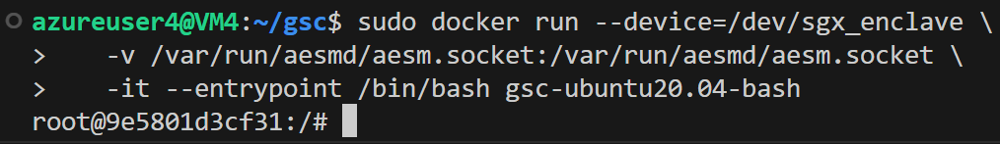 azureuser4@VM4:~/gsc$ sudo docker run --device=/dev/sgx_enclave \
>    -v /var/run/aesmd/aesm.socket:/var/run/aesmd/aesm.socket \
>    -it --entrypoint /bin/bash gsc-ubuntu20.04-bash
root@9e5801d3cf31:/#